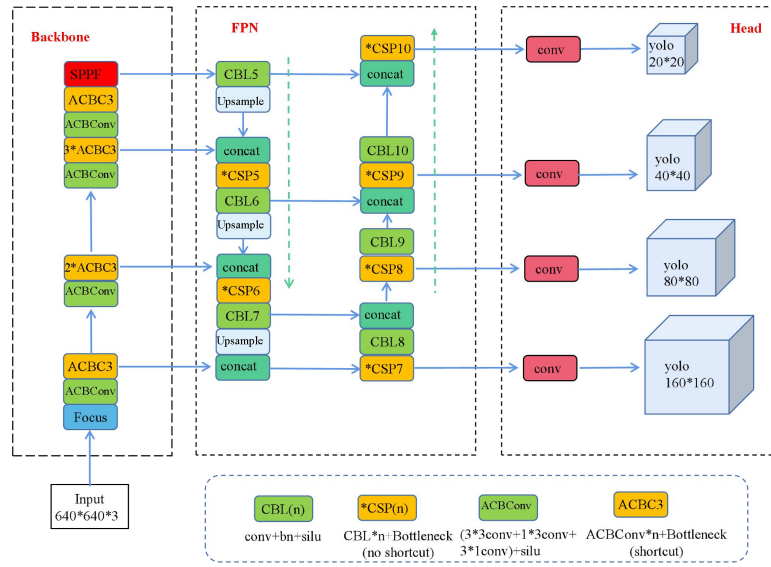 Backbone
SPPF
ACBC3
ACBConv
3*ACBC3
ACBConv
2*ACBC3
ACBConv
ACBC3
ACBConv
Focus
Input
640*640*3
FPN
CBL5
Upsample
concat
*CSP5
CBL6
Upsample
concat
*CSP6
CBL7
Upsample
concat
*CSP10
concat
CBL10
*CSP9
concat
CBL9
*CSP8
concat
CBL8
*CSP7
Head
conv
yolo
20*20
conv
yolo
40*40
conv
yolo
80*80
conv
yolo
160*160
CBL(n)
conv+bn+silu
*CSP(n)
CBL*n+Bottleneck
(no shortcut)
ACBConv
(3*3conv+1*3conv+
3*1conv)+silu
ACBC3
ACBConv*n+Bottleneck
(shortcut)